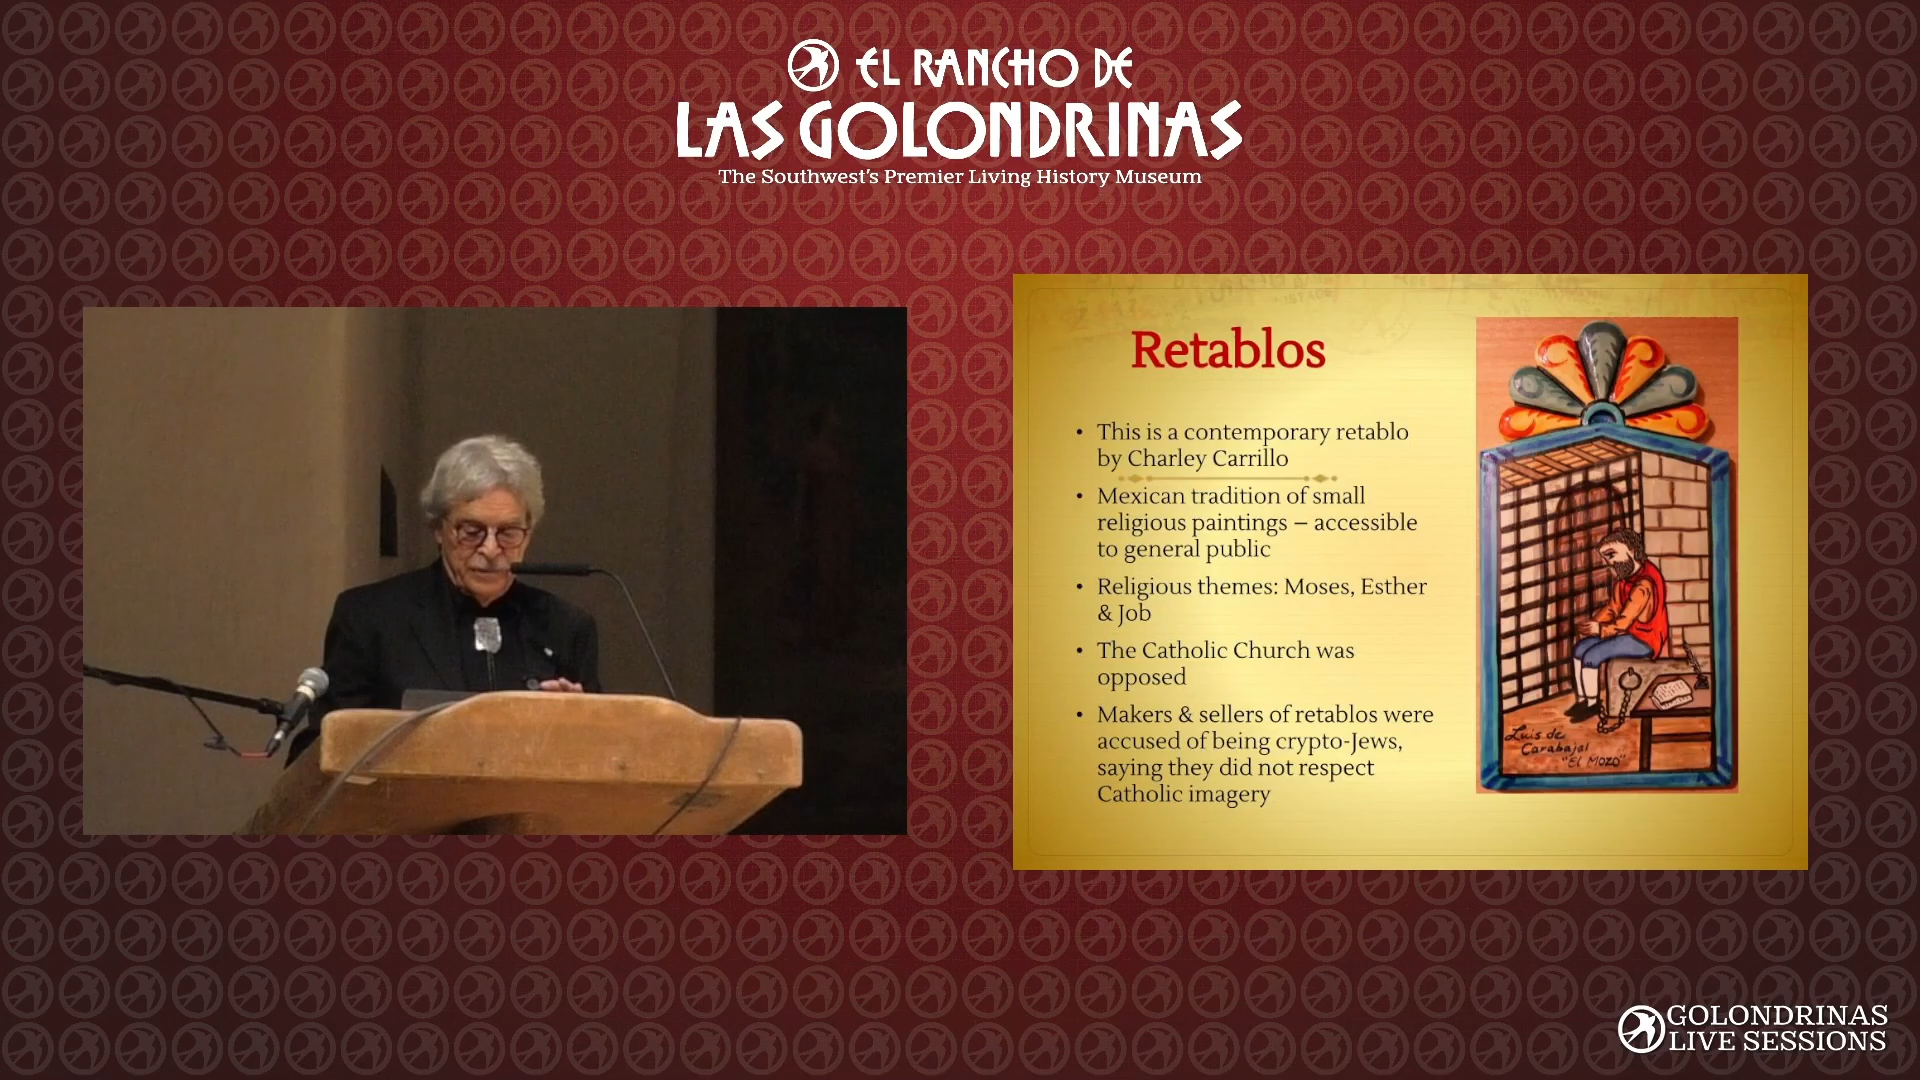 EL RANCHO DE
LAS GOLONDRINAS
The Southwest's Premier Living History Museum
Retablos
• This is a contemporary retablo
by Charley Carrillo
• Mexican tradition of small
religious paintings – accessible
to general public
• Religious themes: Moses, Esther
& Job
• The Catholic Church was
opposed
• Makers & sellers of retablos were
accused of being crypto-Jews,
saying they did not respect
Catholic imagery
Luis de
Carabajal
"El Mozo"
GOLONDRINAS
LIVE SESSIONS